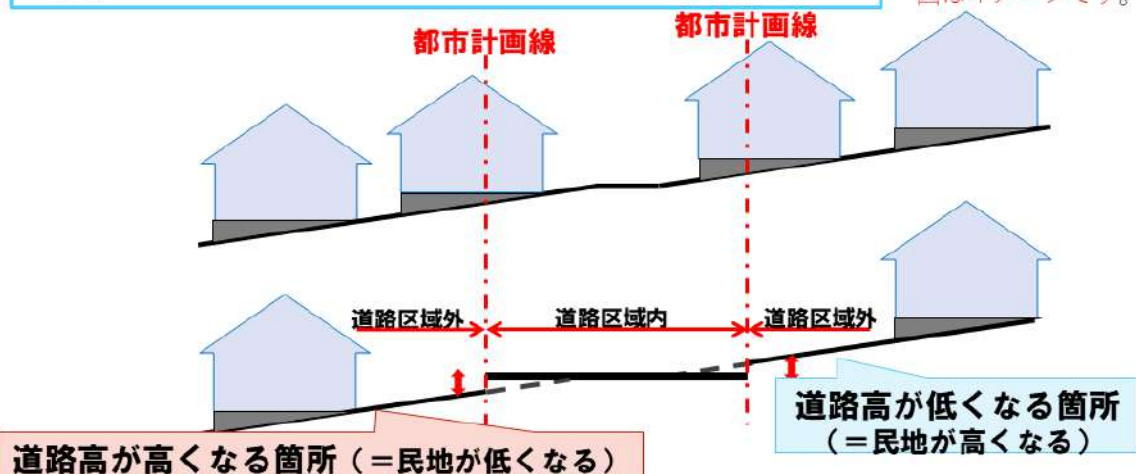 都市計画線
都市計画線
道路区域外
道路区域内
道路区域外
道路高が低くなる箇所
（＝民地が高くなる）
道路高が高くなる箇所（＝民地が低くなる）